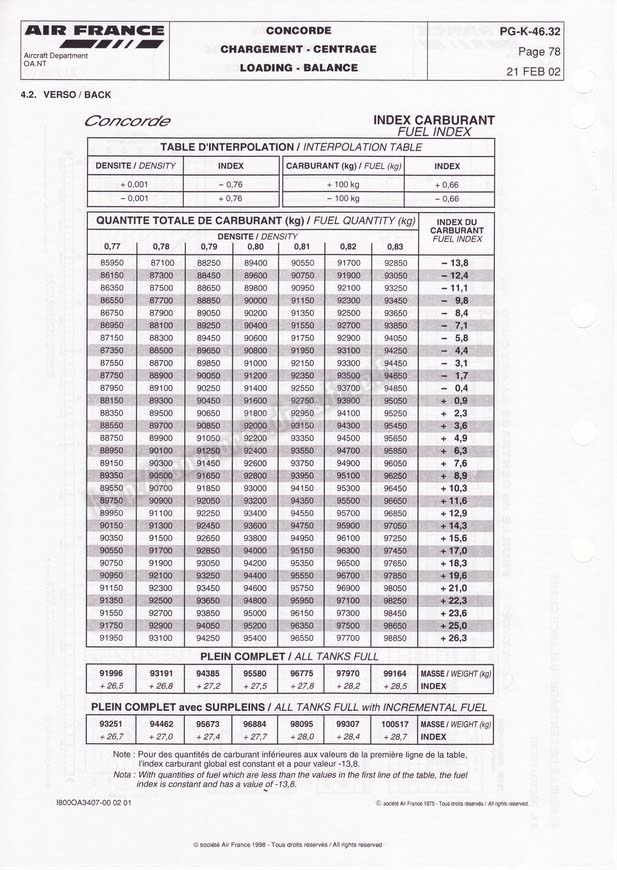 AIR FRANCE
Aircraft Department
OA.NT
CONCORDE
CHARGEMENT - CENTRAGE
LOADING - BALANCE
PG-K-46.32
Page 78
21 FEB 02
4.2. VERSO / BACK
Concorde
INDEX CARBURANT
FUEL INDEX
TABLE D'INTERPOLATION / INTERPOLATION TABLE
DENSITE / DENSITY INDEX CARBURANT (kg) / FUEL (kg) INDEX
+ 0,001 − 0,76 + 100 kg + 0,66
− 0,001 + 0,76 − 100 kg − 0,66
QUANTITE TOTALE DE CARBURANT (kg) / FUEL QUANTITY (kg)
DENSITE / DENSITY
0,77 0,78 0,79 0,80 0,81 0,82 0,83
INDEX DU
CARBURANT
FUEL INDEX
85950 87100 88250 89400 90550 91700 92850 − 13,8
86150 87300 88450 89600 90750 91900 93050 − 12,4
86350 87500 88650 89800 90950 92100 93250 − 11,1
86550 87700 88850 90000 91150 92300 93450 − 9,8
86750 87900 89050 90200 91350 92500 93650 − 8,4
86950 88100 89250 90400 91550 92700 93850 − 7,1
87150 88300 89450 90600 91750 92900 94050 − 5,8
87350 88500 89650 90800 91950 93100 94250 − 4,4
87550 88700 89850 91000 92150 93300 94450 − 3,1
87750 88900 90050 91200 92350 93500 94650 − 1,7
87950 89100 90250 91400 92550 93700 94850 − 0,4
88150 89300 90450 91600 92750 93900 95050 + 0,9
88350 89500 90650 91800 92950 94100 95250 + 2,3
88550 89700 90850 92000 93150 94300 95450 + 3,6
88750 89900 91050 92200 93350 94500 95650 + 4,9
88950 90100 91250 92400 93550 94700 95850 + 6,3
89150 90300 91450 92600 93750 94900 96050 + 7,6
89350 90500 91650 92800 93950 95100 96250 + 8,9
89550 90700 91850 93000 94150 95300 96450 + 10,3
89750 90900 92050 93200 94350 95500 96650 + 11,6
89950 91100 92250 93400 94550 95700 96850 + 12,9
90150 91300 92450 93600 94750 95900 97050 + 14,3
90350 91500 92650 93800 94950 96100 97250 + 15,6
90550 91700 92850 94000 95150 96300 97450 + 17,0
90750 91900 93050 94200 95350 96500 97650 + 18,3
90950 92100 93250 94400 95550 96700 97850 + 19,6
91150 92300 93450 94600 95750 96900 98050 + 21,0
91350 92500 93650 94800 95950 97100 98250 + 22,3
91550 92700 93850 95000 96150 97300 98450 + 23,6
91750 92900 94050 95200 96350 97500 98650 + 25,0
91950 93100 94250 95400 96550 97700 98850 + 26,3
PLEIN COMPLET / ALL TANKS FULL
91996 93191 94385 95580 96775 97970 99164 MASSE / WEIGHT (kg)
+ 26,5 + 26,8 + 27,2 + 27,5 + 27,8 + 28,2 + 28,5 INDEX
PLEIN COMPLET avec SURPLEINS / ALL TANKS FULL with INCREMENTAL FUEL
93251 94462 95673 96884 98095 99307 100517 MASSE / WEIGHT (kg)
+ 26,7 + 27,0 + 27,4 + 27,7 + 28,0 + 28,4 + 28,7 INDEX
Note : Pour des quantités de carburant inférieures aux valeurs de la première ligne de la table,
l'index carburant global est constant et a pour valeur -13,8.
Nota : With quantities of fuel which are less than the values in the first line of the table, the fuel
index is constant and has a value of -13,8.
I800OA3407-00 02 01
© société Air France 1975 - Tous droits réservés / All rights reserved
© société Air France 1998 - Tous droits réservés / All rights reserved